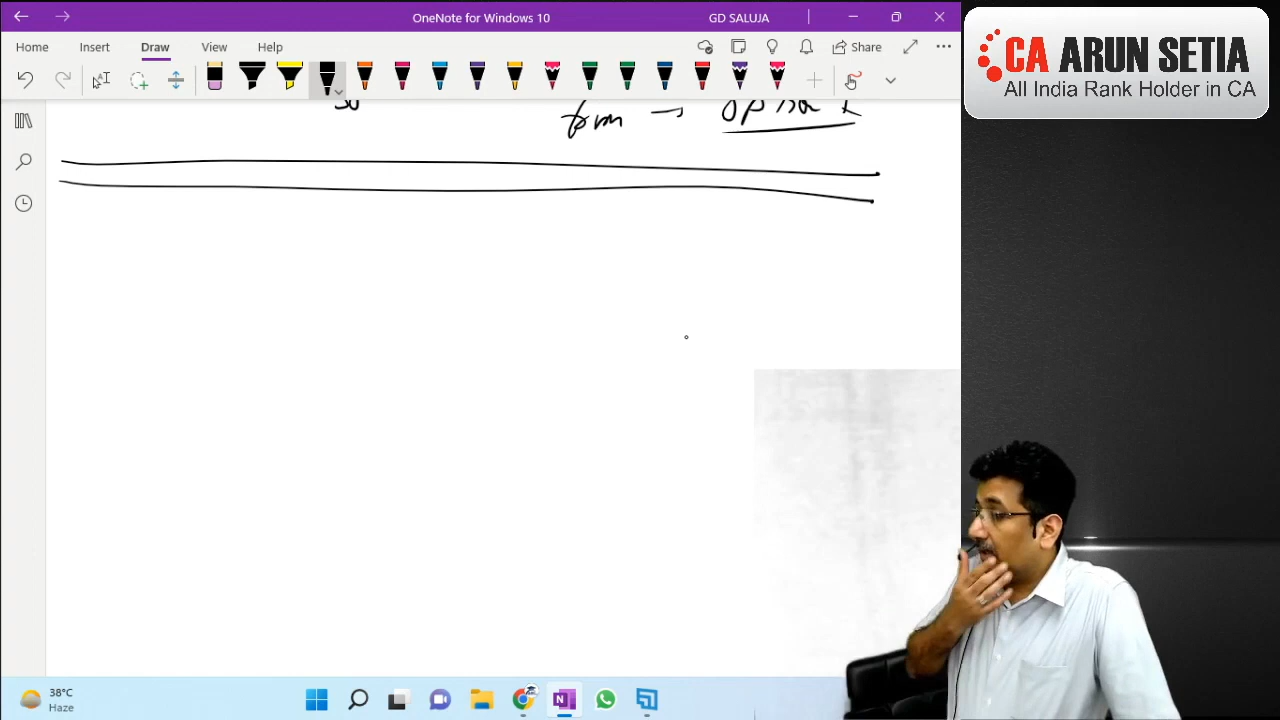 OneNote for Windows 10
GD SALUJA
Home
Insert
Draw
View
Help
Share
CA ARUN SETIA
All India Rank Holder in CA
38°C
Haze